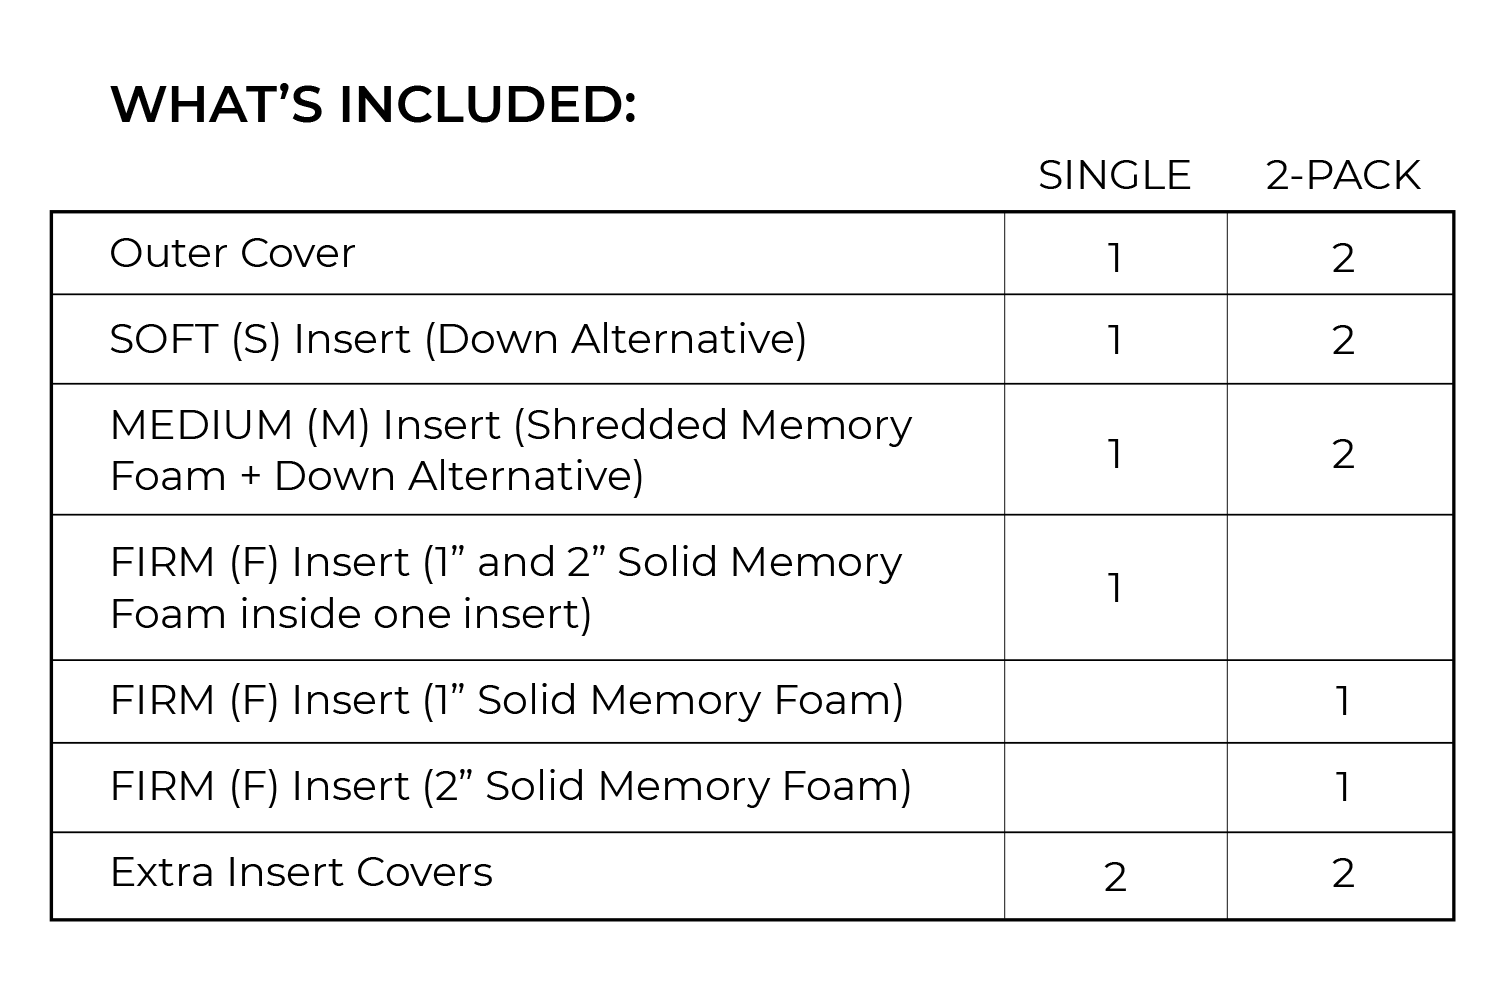 WHAT’S INCLUDED:
SINGLE 2-PACK
Outer Cover 1 2
SOFT (S) Insert (Down Alternative) 1 2
MEDIUM (M) Insert (Shredded Memory
Foam + Down Alternative) 1 2
FIRM (F) Insert (1” and 2” Solid Memory
Foam inside one insert) 1
FIRM (F) Insert (1” Solid Memory Foam) 1
FIRM (F) Insert (2” Solid Memory Foam) 1
Extra Insert Covers 2 2